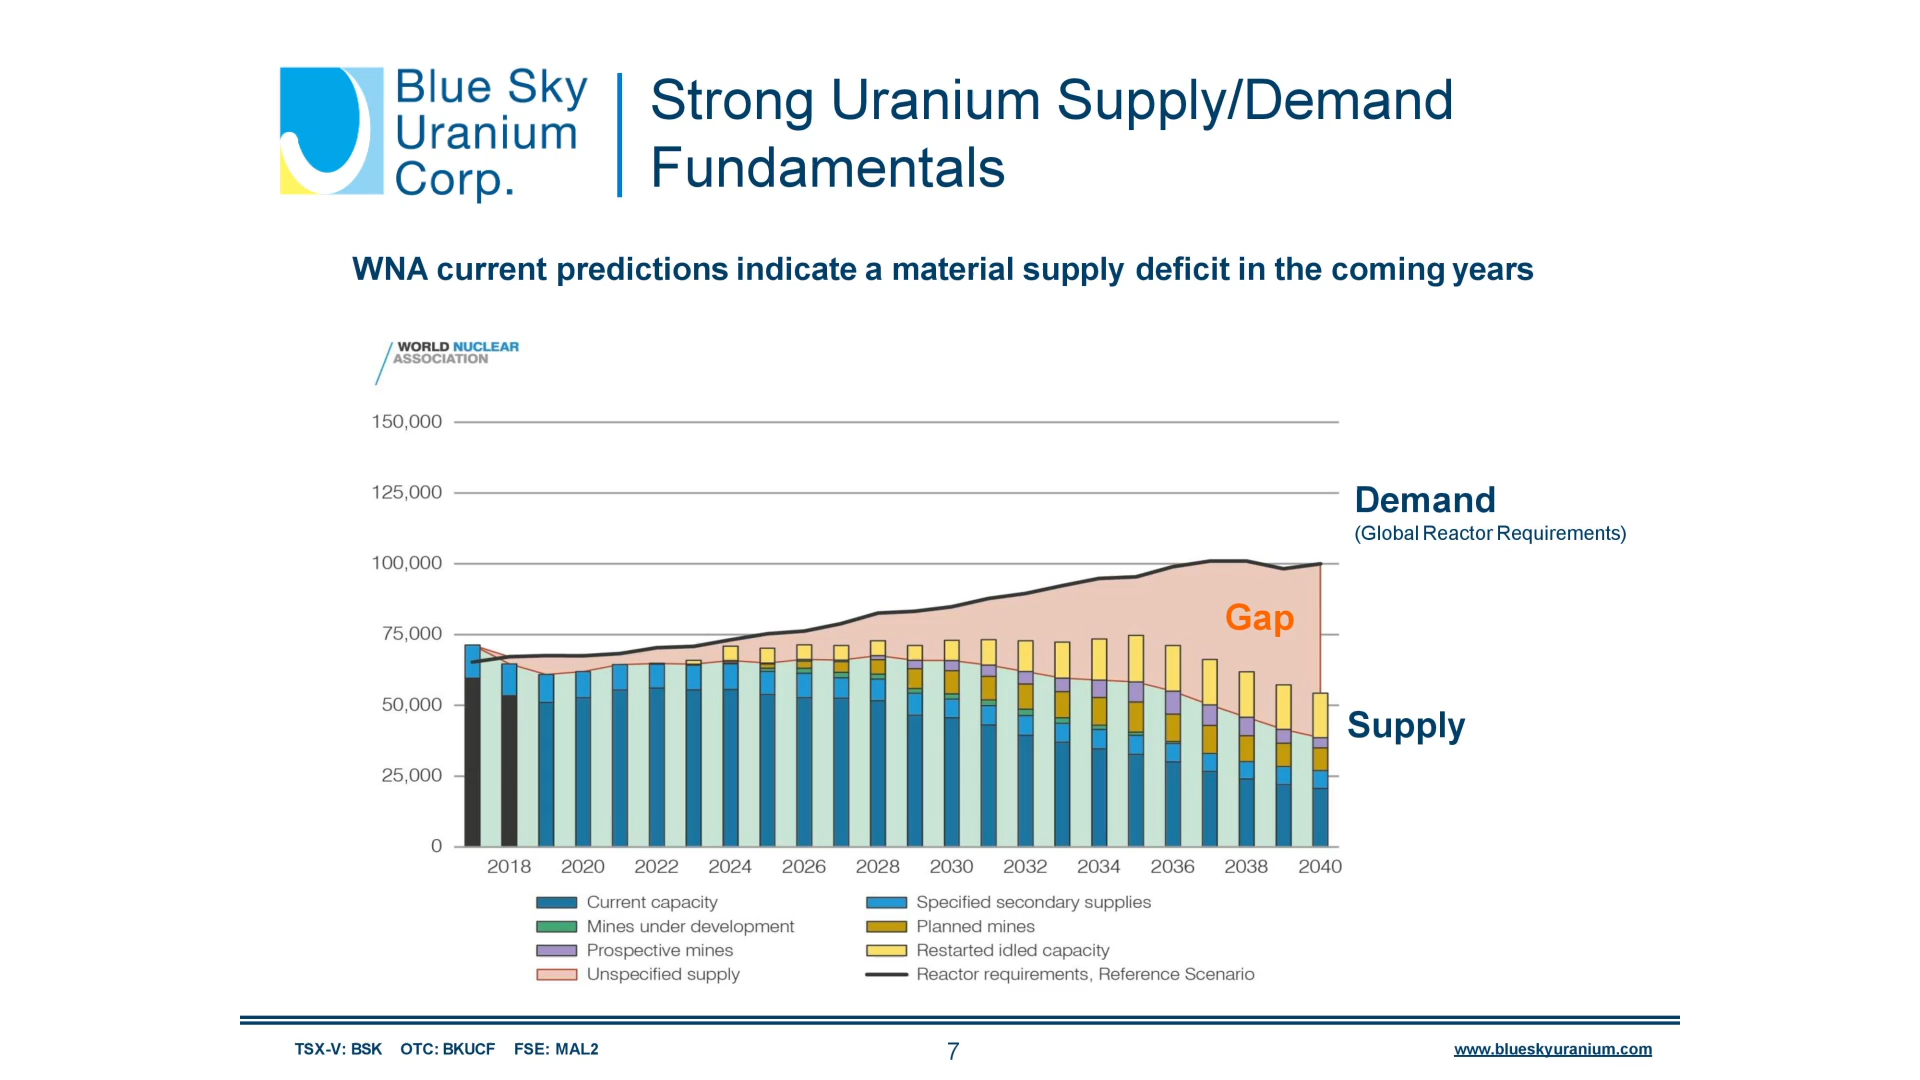 Blue Sky
Uranium
Corp.
Strong Uranium Supply/Demand
Fundamentals
WNA current predictions indicate a material supply deficit in the coming years
WORLD NUCLEAR
ASSOCIATION
150,000
125,000
100,000
75,000
50,000
25,000
0
Demand
(Global Reactor Requirements)
Gap
Supply
2018 2020 2022 2024 2026 2028 2030 2032 2034 2036 2038 2040
Current capacity
Specified secondary supplies
Mines under development
Planned mines
Prospective mines
Restarted idled capacity
Unspecified supply
Reactor requirements, Reference Scenario
TSX-V: BSK OTC: BKUCF FSE: MAL2
7
www.blueskyuranium.com